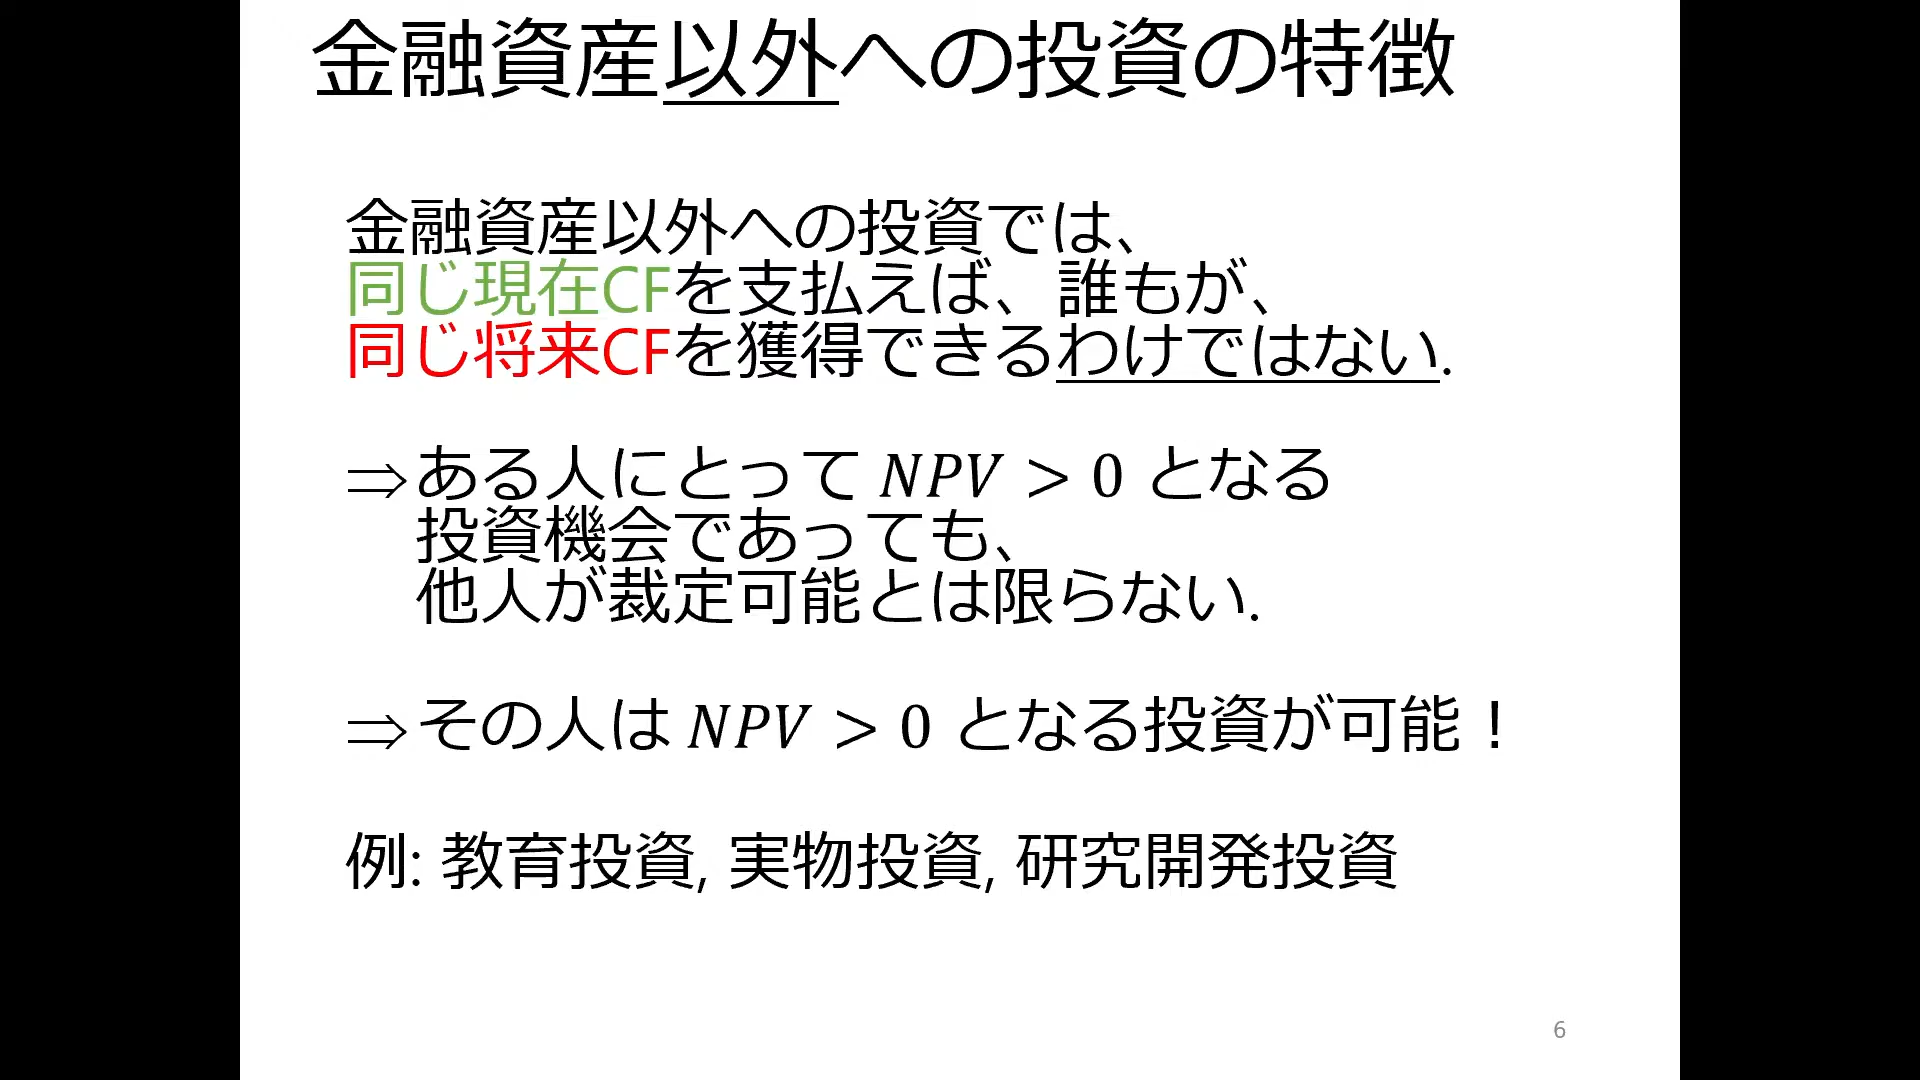 金融資産以外への投資の特徴
金融資産以外への投資では、
同じ現在CFを支払えば、誰もが、
同じ将来CFを獲得できるわけではない.
⇒ある人にとって NPV > 0 となる
投資機会であっても、
他人が裁定可能とは限らない.
⇒その人は NPV > 0 となる投資が可能！
例: 教育投資, 実物投資, 研究開発投資
6